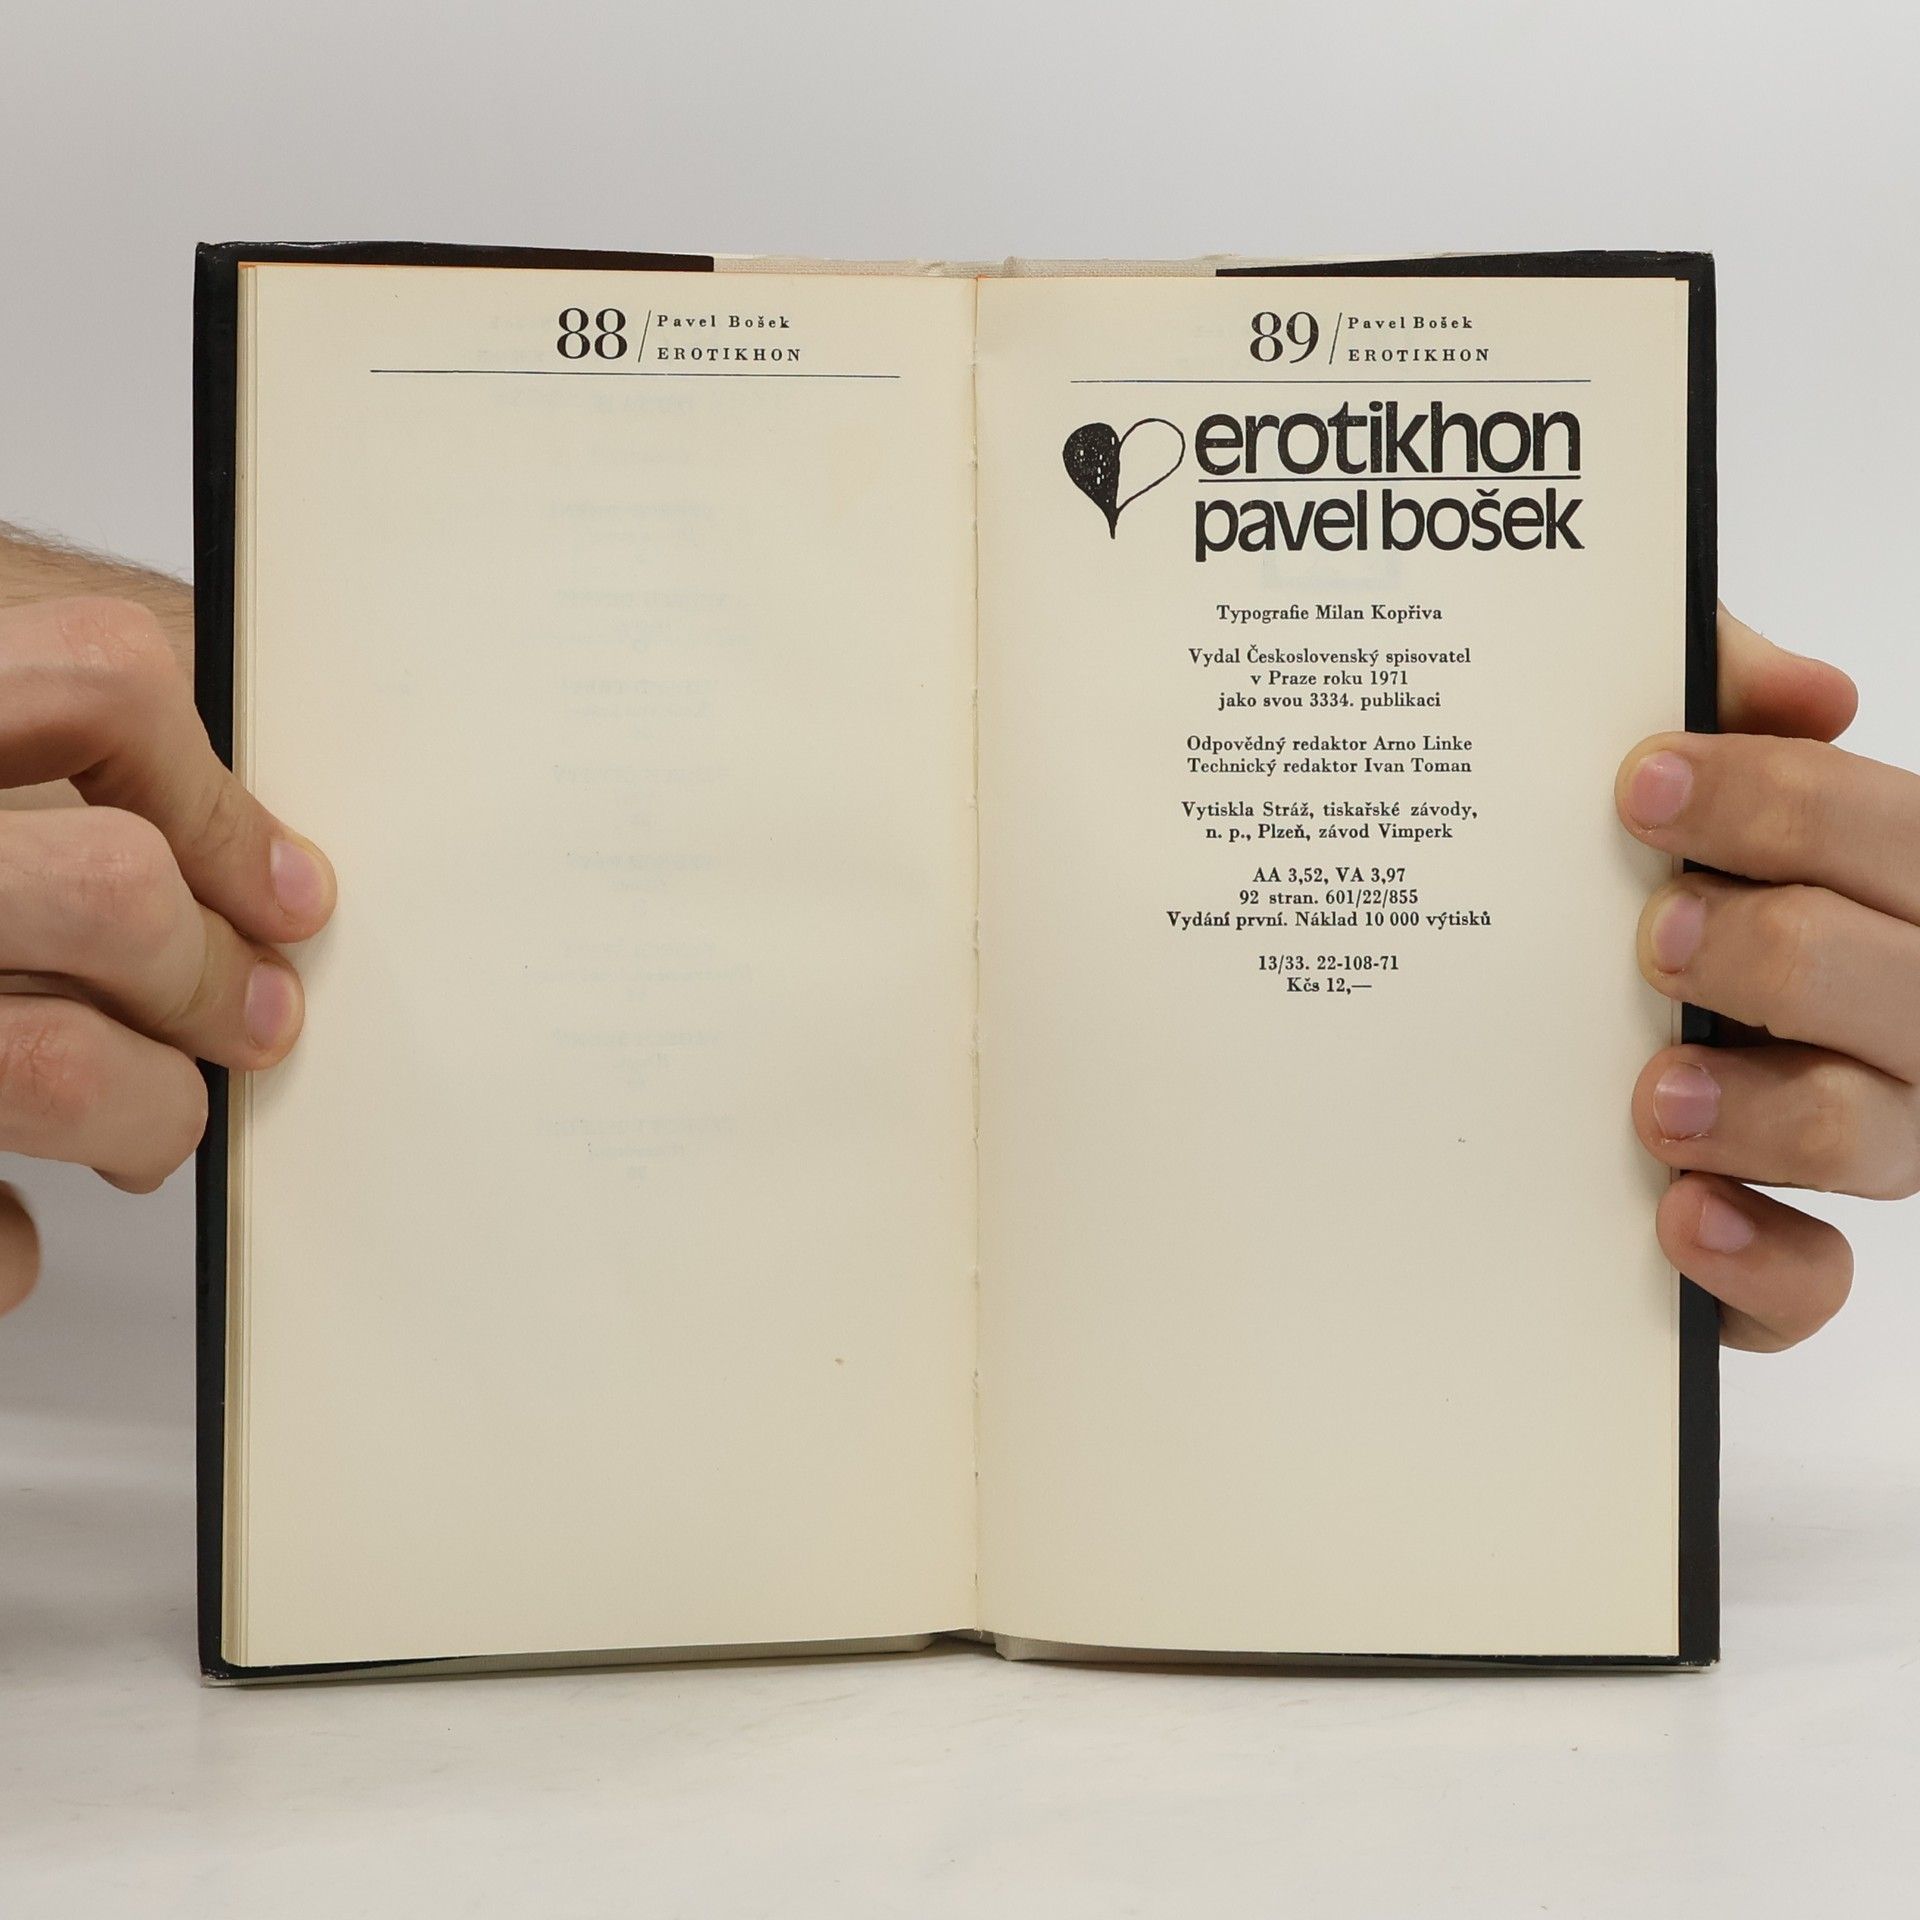 88 / Pavel Bošek
EROTIKHON
89 / Pavel Bošek
EROTIKHON
erotikhon
pavel bošek
Typografie Milan Kopřiva
Vydal Československý spisovatel
v Praze roku 1971
jako svou 3334. publikaci
Odpovědný redaktor Arno Linke
Technický redaktor Ivan Toman
Vytiskla Stráž, tiskařské závody,
n. p., Plzeň, závod Vimperk
AA 3,52, VA 3,97
92 stran. 601/22/855
Vydání první. Náklad 10 000 výtisků
13/33. 22-108-71
Kčs 12,—